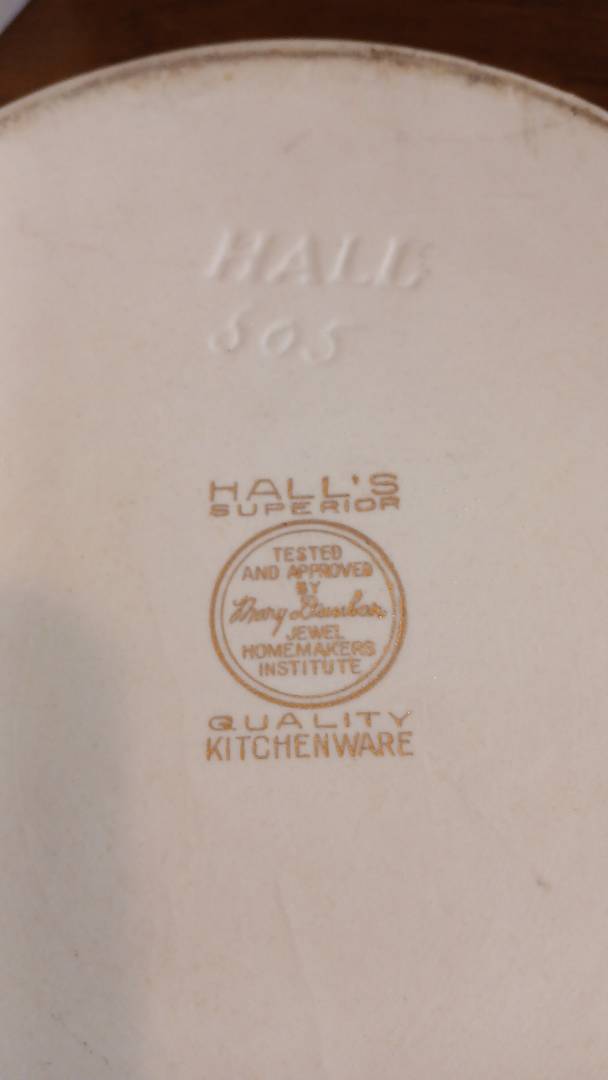 HALL
505
HALL'S
SUPERIOR
TESTED
AND APPROVED
BY
Mary Dunbar
JEWEL
HOMEMAKERS
INSTITUTE
QUALITY
KITCHENWARE